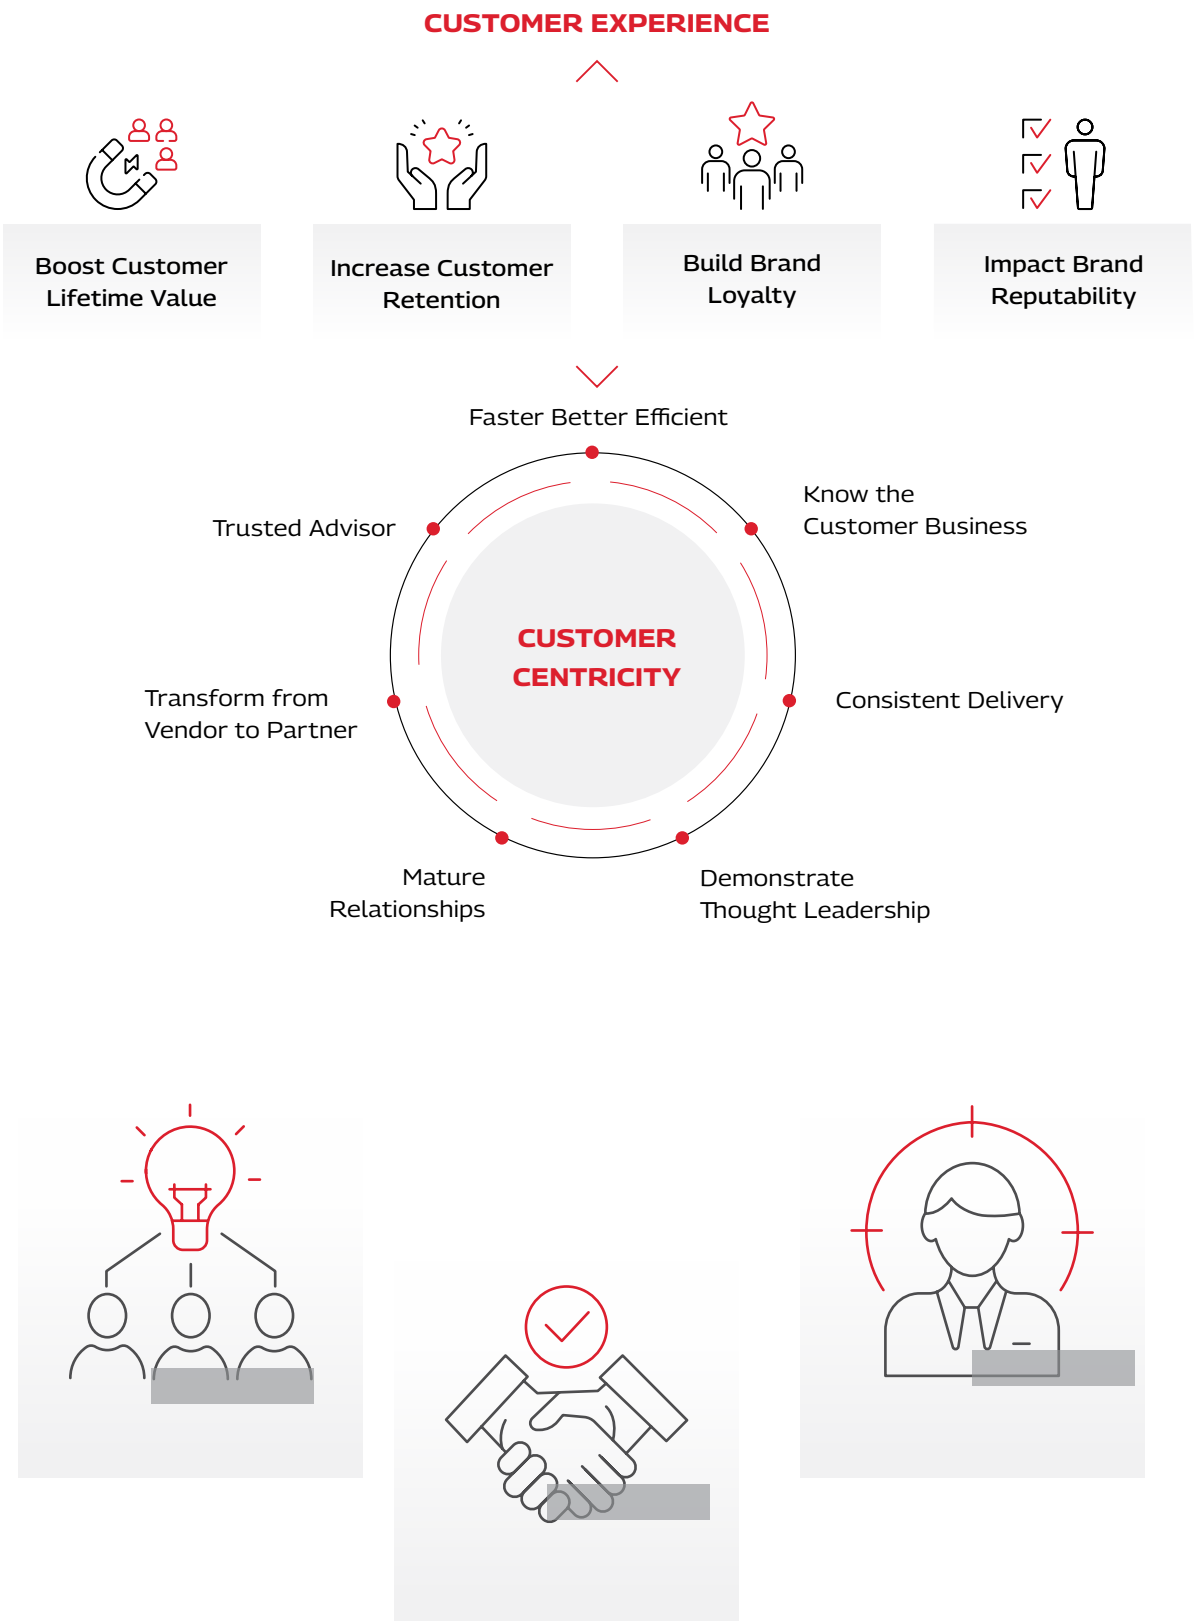 CUSTOMER EXPERIENCE
Boost Customer
Lifetime Value
Increase Customer
Retention
Build Brand
Loyalty
Impact Brand
Reputability
Faster Better Efficient
Know the
Customer Business
Trusted Advisor
CUSTOMER
CENTRICITY
Transform from
Vendor to Partner
Consistent Delivery
Mature
Relationships
Demonstrate
Thought Leadership